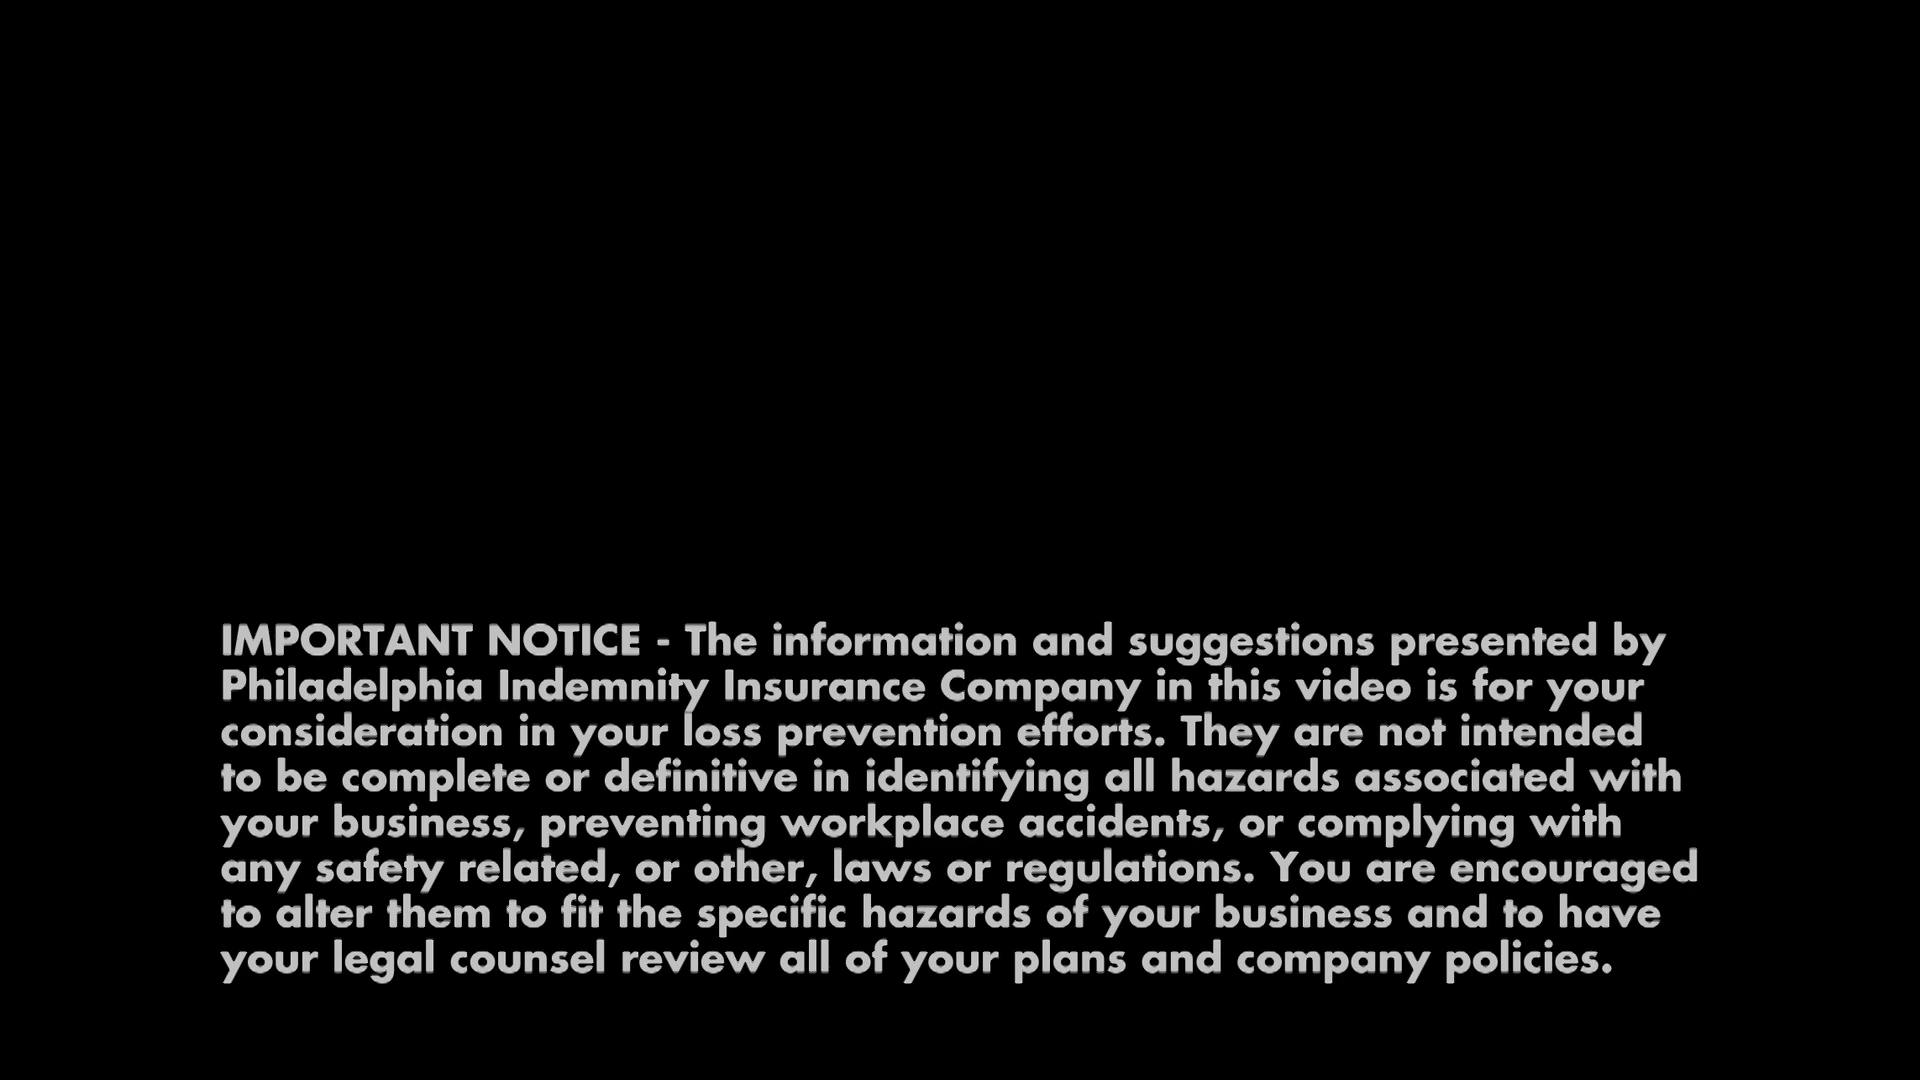 IMPORTANT NOTICE - The information and suggestions presented by
Philadelphia Indemnity Insurance Company in this video is for your
consideration in your loss prevention efforts. They are not intended
to be complete or definitive in identifying all hazards associated with
your business, preventing workplace accidents, or complying with
any safety related, or other, laws or regulations. You are encouraged
to alter them to fit the specific hazards of your business and to have
your legal counsel review all of your plans and company policies.